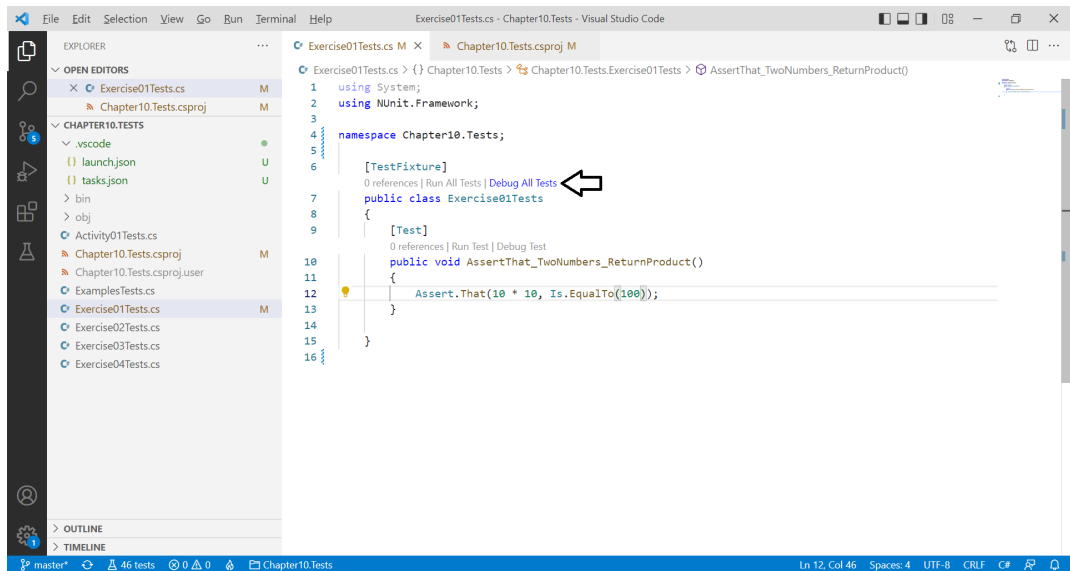 File Edit Selection View Go Run Terminal Help Exercise01Tests.cs - Chapter10.Tests - Visual Studio Code
EXPLORER
OPEN EDITORS
Exercise01Tests.cs M
Chapter10.Tests.csproj M
CHAPTER10.TESTS
.vscode
{} launch.json U
{} tasks.json U
bin
obj
Activity01Tests.cs
Chapter10.Tests.csproj M
Chapter10.Tests.csproj.user
ExamplesTests.cs
Exercise01Tests.cs M
Exercise02Tests.cs
Exercise03Tests.cs
Exercise04Tests.cs
OUTLINE
TIMELINE
5
1
Exercise01Tests.cs M Chapter10.Tests.csproj M
Exercise01Tests.cs > {} Chapter10.Tests > Chapter10.Tests.Exercise01Tests > AssertThat_TwoNumbers_ReturnProduct()
1 using System;
2 using NUnit.Framework;
3
4 namespace Chapter10.Tests;
5
6 [TestFixture]
0 references | Run All Tests | Debug All Tests
7 public class Exercise01Tests
8 {
9 [Test]
0 references | Run Test | Debug Test
10 public void AssertThat_TwoNumbers_ReturnProduct()
11 {
12 Assert.That(10 * 10, Is.EqualTo(100));
13 }
14
15 }
16
master* 46 tests 0 0 Chapter10.Tests Ln 12, Col 46 Spaces: 4 UTF-8 CRLF C#